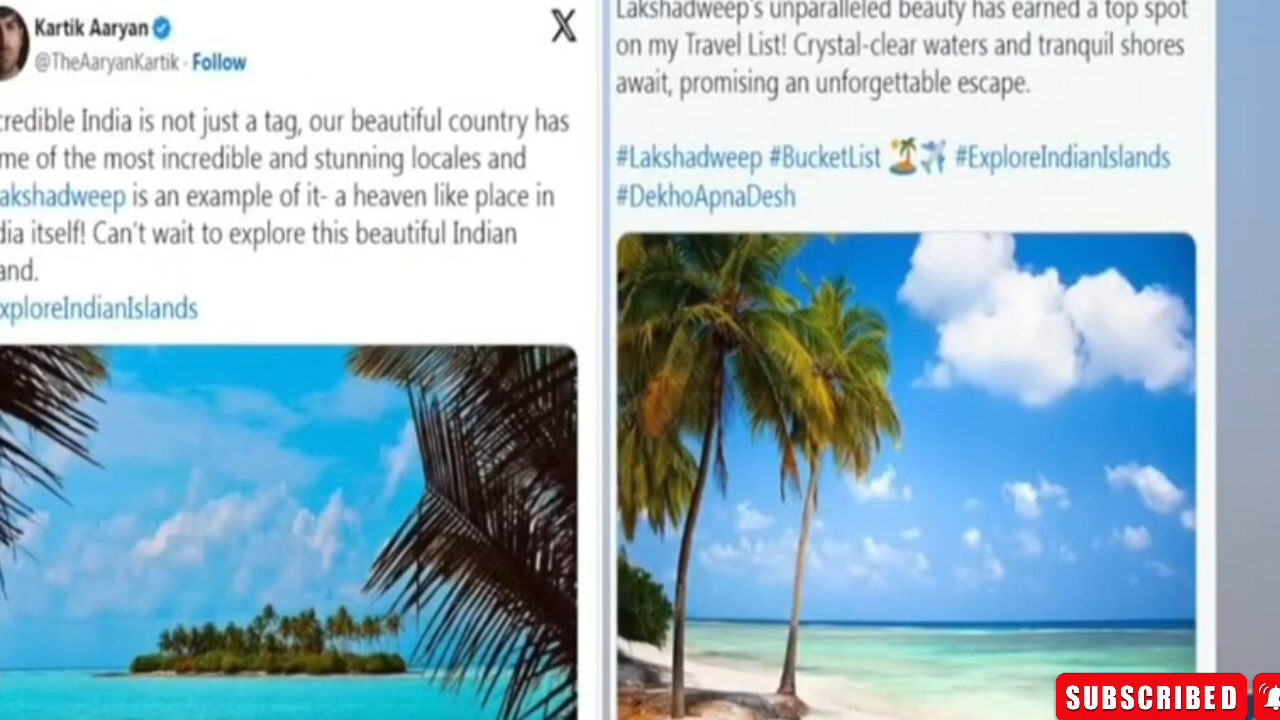 Kartik Aaryan
@TheAaryanKartik · Follow
credible India is not just a tag, our beautiful country has
me of the most incredible and stunning locales and
akshadweep is an example of it- a heaven like place in
dia itself! Can't wait to explore this beautiful Indian
and.
xploreIndianIslands
Lakshadweep's unparalleled beauty has earned a top spot
on my Travel List! Crystal-clear waters and tranquil shores
await, promising an unforgettable escape.
#Lakshadweep #BucketList 🏝️✈️ #ExploreIndianIslands
#DekhoApnaDesh
SUBSCRIBED